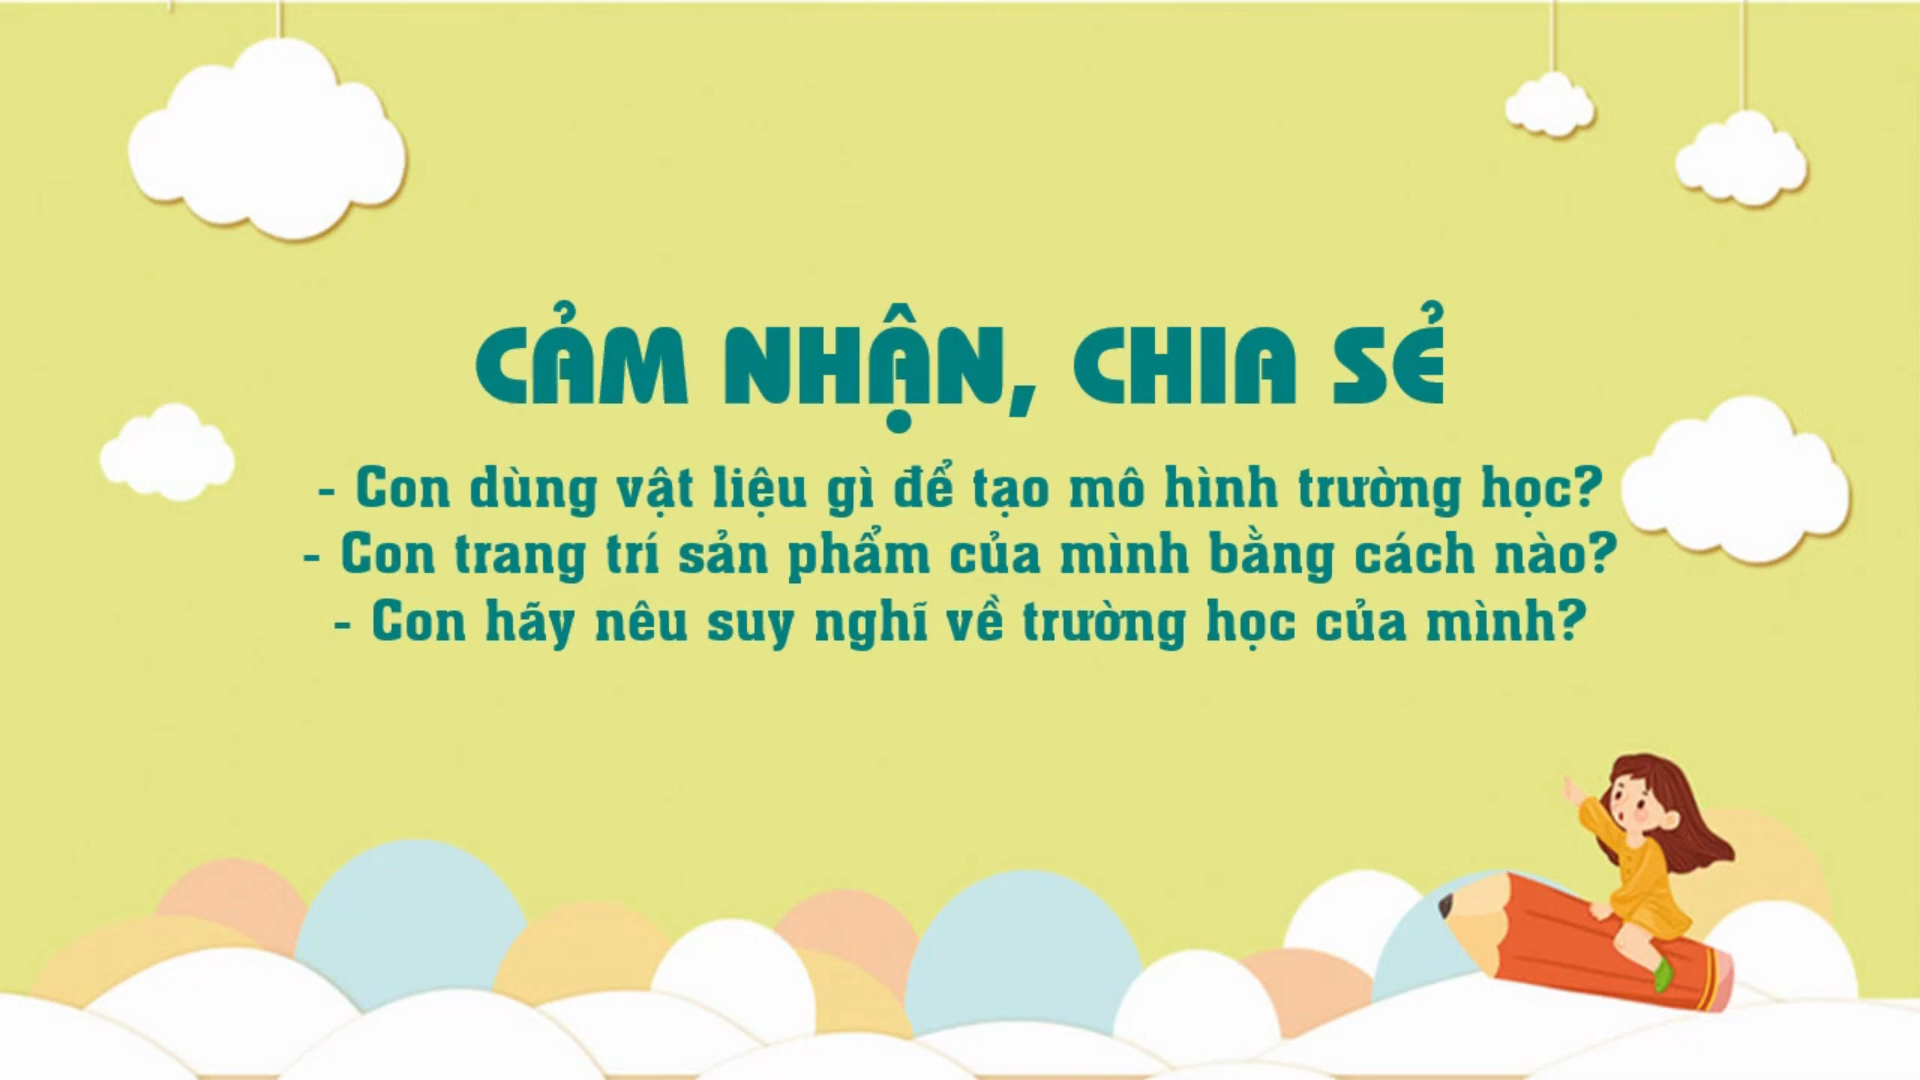 CẢM NHẬN, CHIA SẺ
- Con dùng vật liệu gì để tạo mô hình trường học?
- Con trang trí sản phẩm của mình bằng cách nào?
- Con hãy nêu suy nghĩ về trường học của mình?